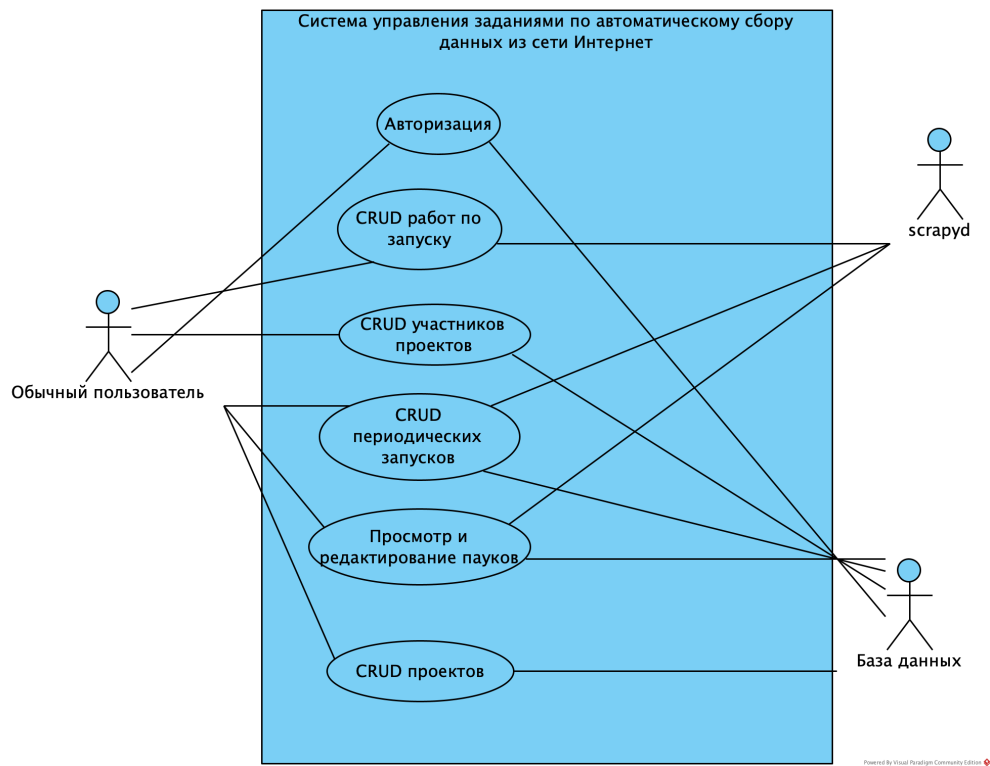 Система управления заданиями по автоматическому сбору
данных из сети Интернет
Авторизация
CRUD работ по
запуску
scrapyd
CRUD участников
проектов
Обычный пользователь
CRUD
периодических
запусков
Просмотр и
редактирование пауков
База данных
CRUD проектов
Powered By Visual Paradigm Community Edition